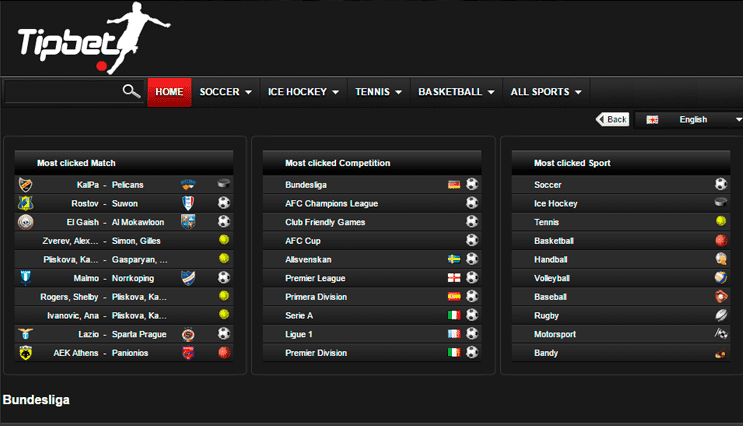 Tipbet
HOME SOCCER ICE HOCKEY TENNIS BASKETBALL ALL SPORTS
Back English
Most clicked Match
KalPa - Pelicans
Rostov - Suwon
El Gaish - Al Mokawloon
Zverev, Alex... - Simon, Gilles
Pliskova, Ka... - Gasparyan, ...
Malmo - Norrkoping
Rogers, Shelby - Pliskova, Ka...
Ivanovic, Ana - Pliskova, Ka...
Lazio - Sparta Prague
AEK Athens - Panionios
Most clicked Competition
Bundesliga
AFC Champions League
Club Friendly Games
AFC Cup
Allsvenskan
Premier League
Primera Division
Serie A
Ligue 1
Premier Division
Most clicked Sport
Soccer
Ice Hockey
Tennis
Basketball
Handball
Volleyball
Baseball
Rugby
Motorsport
Bandy
Bundesliga